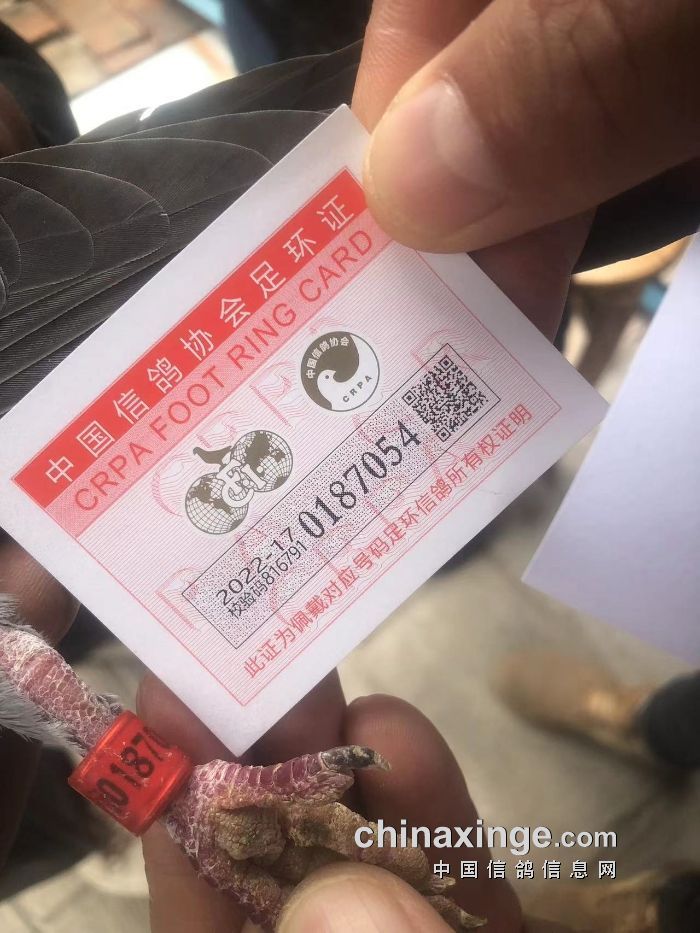 中国信鸽协会足环证
CRPA FOOT RING CARD
中国信鸽协会
CRPA
2022-17
校验码816791
0187054
此证为佩戴对应号码足环信鸽所有权证明
0187
chinaxinge.com
中国信鸽信息网